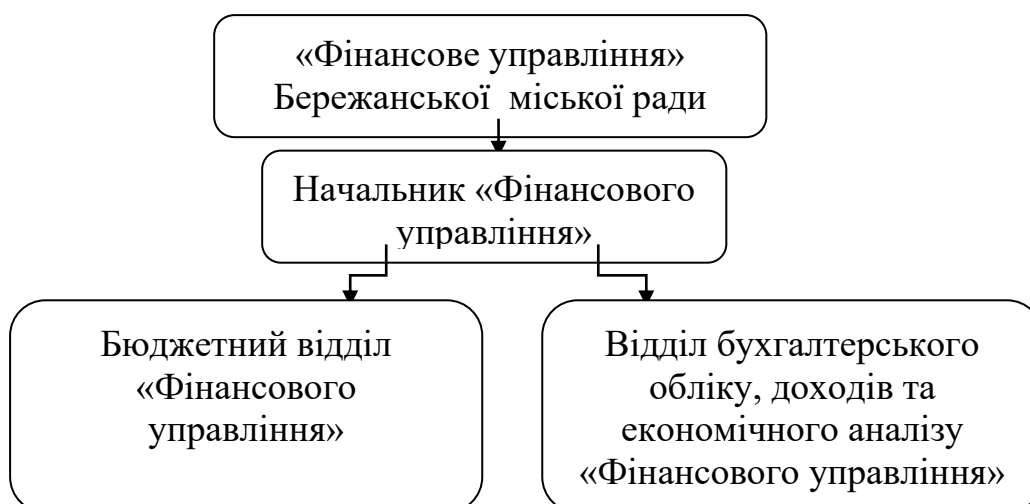 «Фінансове управління»
Бережанської міської ради
Начальник «Фінансового
управління»
Бюджетний відділ
«Фінансового
управління»
Відділ бухгалтерського
обліку, доходів та
економічного аналізу
«Фінансового управління»